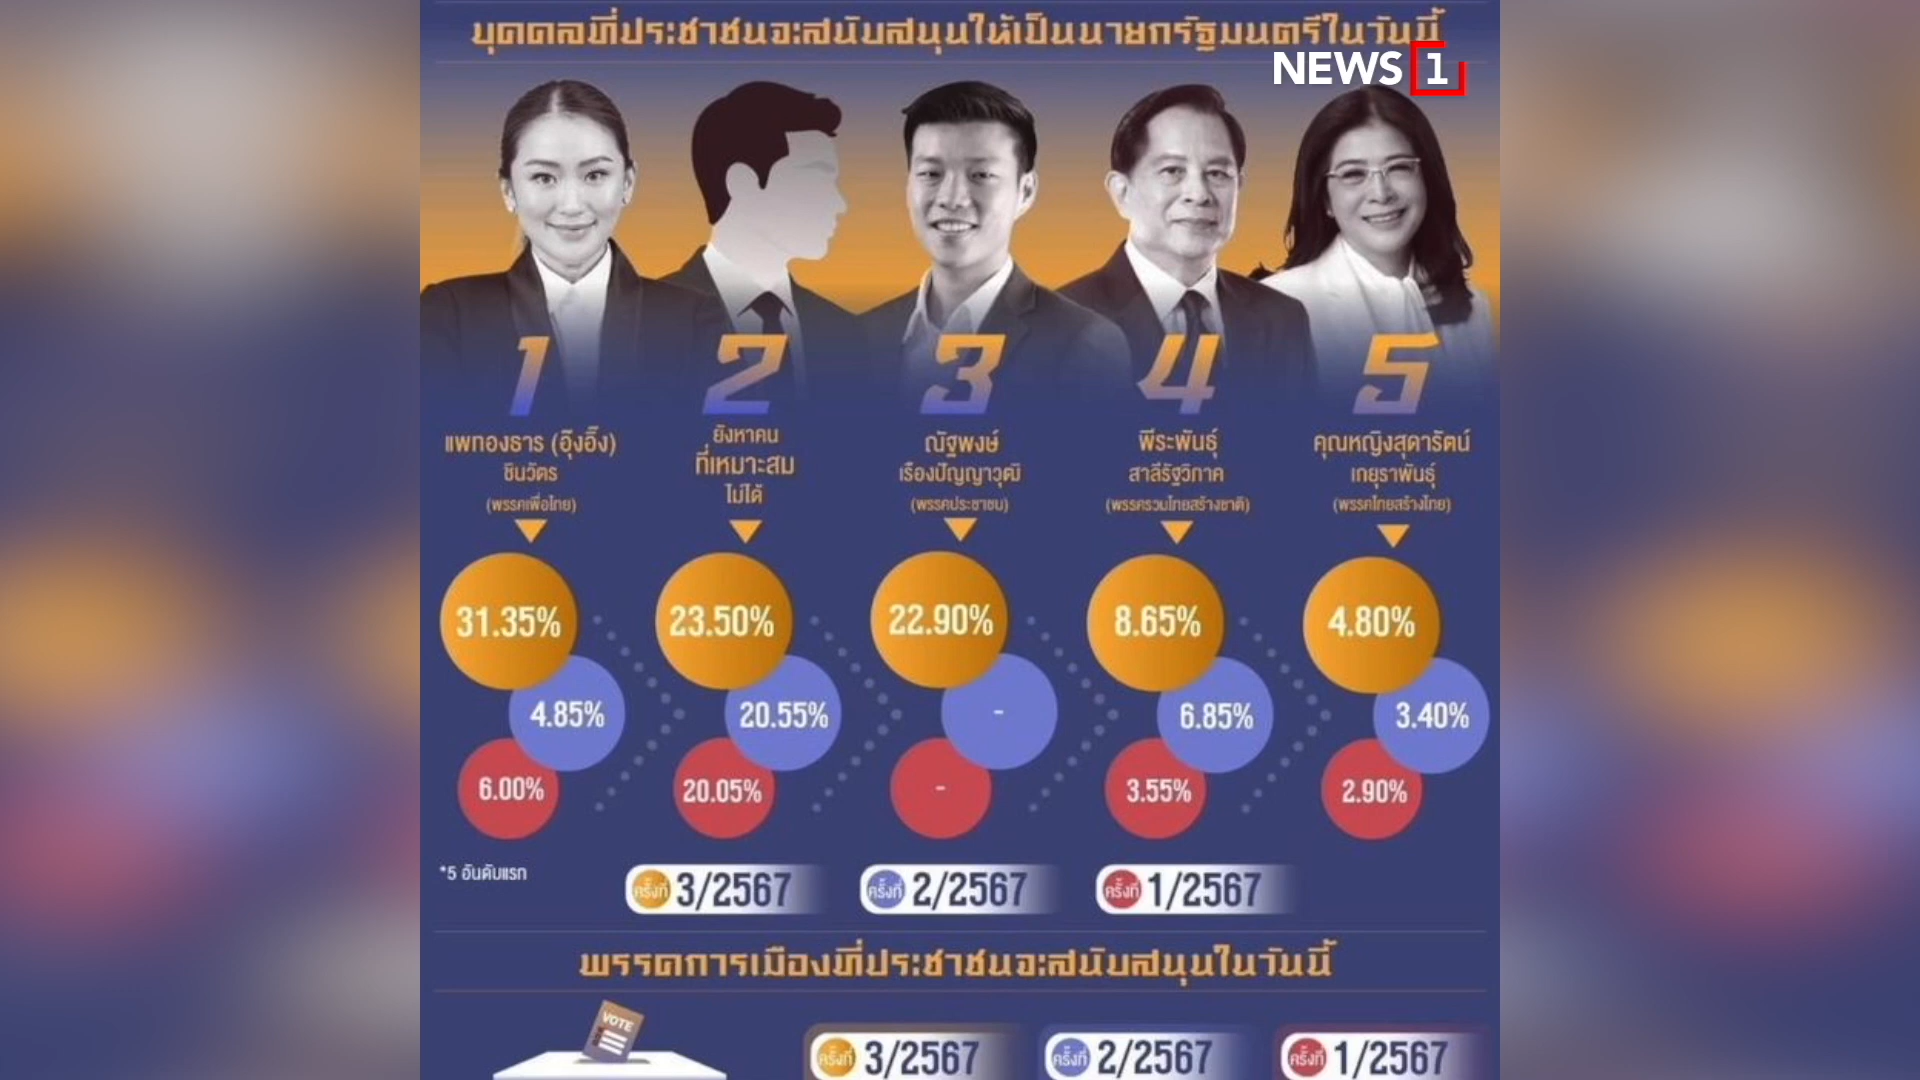 บุคคลที่ประชาชนจะสนับสนุนให้เป็นนายกรัฐมนตรีในวันนี้
NEWS 1
1
2
3
4
5
แพทองธาร (อุ๊งอิ๊ง)
ชินวัตร
(พรรคเพื่อไทย)
ยังหาคน
ที่เหมาะสม
ไม่ได้
ณัฐพงษ์
เรืองปัญญาวุฒิ
(พรรคประชาชน)
พีระพันธุ์
สาลีรัฐวิภาค
(พรรครวมไทยสร้างชาติ)
คุณหญิงสุดารัตน์
เกยุราพันธุ์
(พรรคไทยสร้างไทย)
31.35%
23.50%
22.90%
8.65%
4.80%
4.85%
20.55%
-
6.85%
3.40%
6.00%
20.05%
-
3.55%
2.90%
*5 อันดับแรก
ครั้งที่ 3/2567
ครั้งที่ 2/2567
ครั้งที่ 1/2567
พรรคการเมืองที่ประชาชนจะสนับสนุนในวันนี้
VOTE
ครั้งที่ 3/2567
ครั้งที่ 2/2567
ครั้งที่ 1/2567